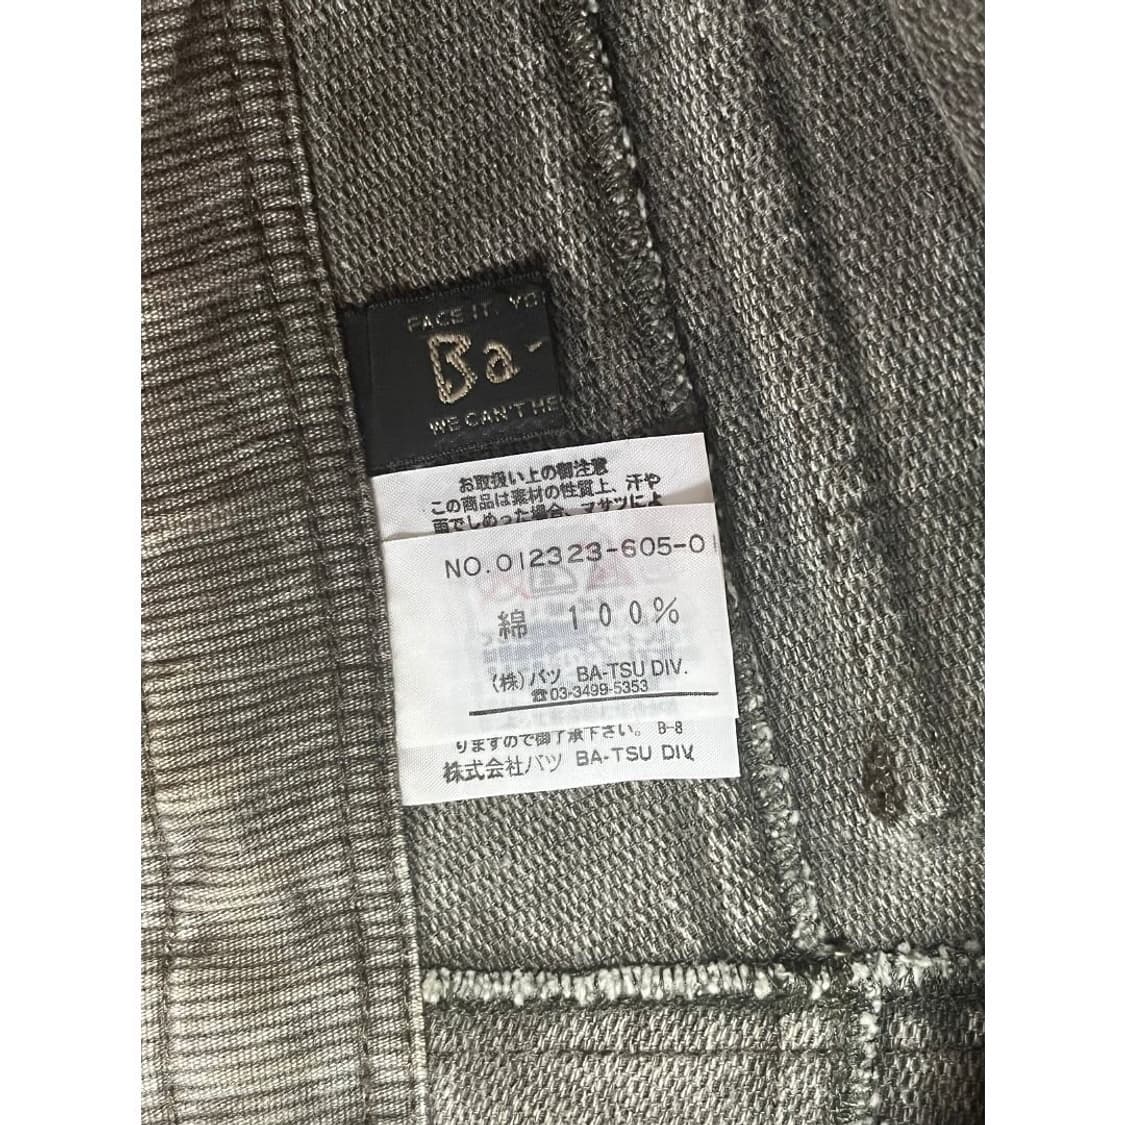 FACE IT. YO
Ba-
WE CAN'T HE
お取扱い上の御注意
この商品は素材の性質上、汗や
雨でしめった場合、マサツによ
NO.012323-605-01
綿 100%
(株)バツ BA-TSU DIV.
☎03-3499-5353
りますので御了承下さい。 B-8
株式会社バツ BA-TSU DIV.